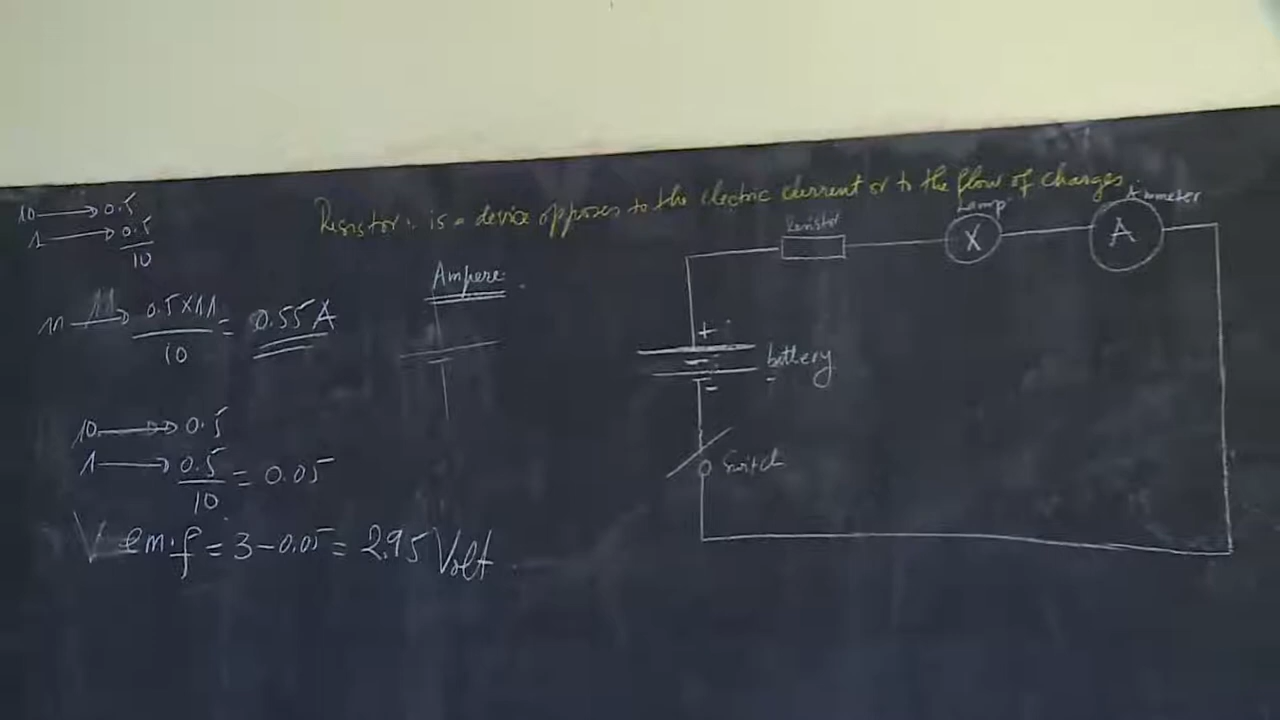 Resistor: is a device opposes to the electric current or to the flow of charges.
10 → 0.5
1 → 0.5/10
11 → 0.5×11/10 = 0.55A
Ampere
10 → 0.5
1 → 0.5/10 = 0.05
V e.m.f = 3-0.05 = 2.95 Volt
Resistor
Lamp
X
Ammeter
A
+
battery
-
Switch